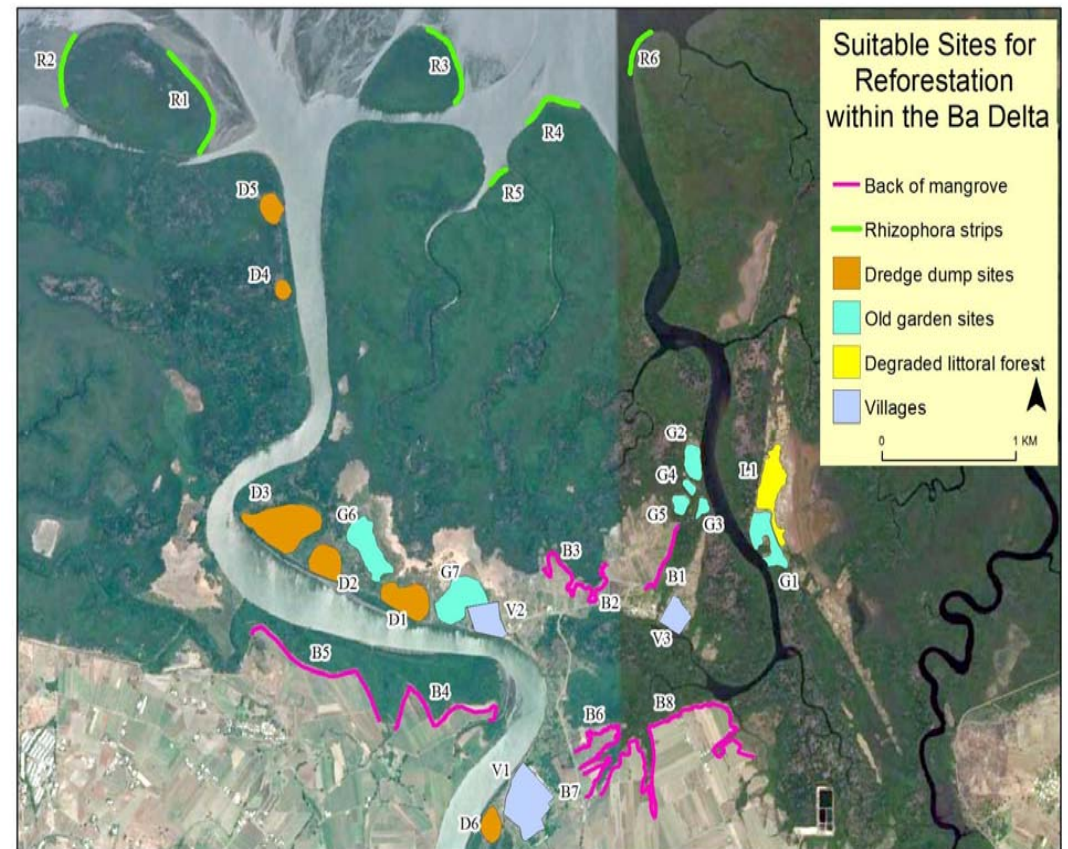 Suitable Sites for
Reforestation
within the Ba Delta
Back of mangrove
Rhizophora strips
Dredge dump sites
Old garden sites
Degraded littoral forest
Villages
0 1 KM
R2
R1
R3
R6
R4
R5
D5
D4
G2
G4
L1
G5
G3
D3
G6
B3
B1
G1
D2
G7
B2
D1
V2
V3
B5
B4
B8
B6
V1
B7
D6